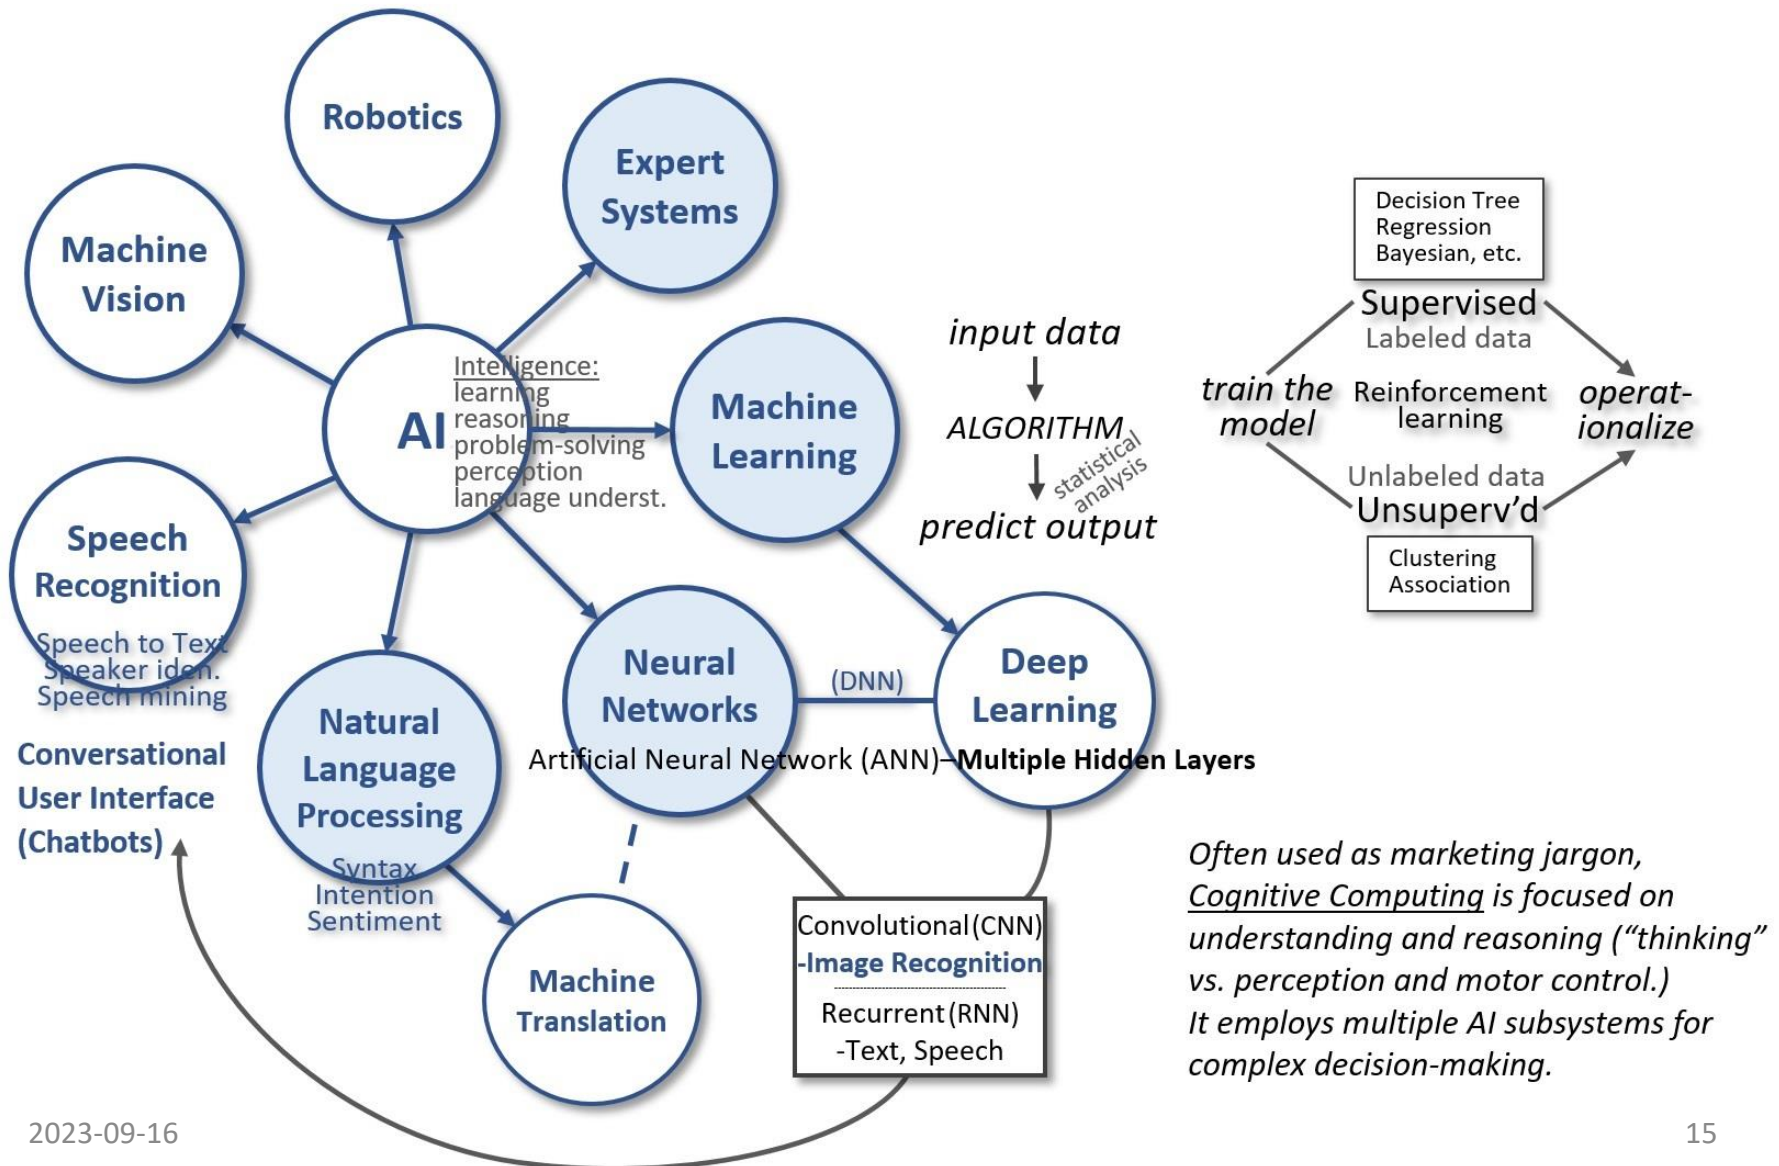 Robotics
Expert
Systems
Machine
Vision
AI
Intelligence:
learning
reasoning
problem-solving
perception
language underst.
Machine
Learning
Speech
Recognition
Speech to Text
Speaker iden.
Speech mining
Conversational
User Interface
(Chatbots)
Natural
Language
Processing
Syntax
Intention
Sentiment
Machine
Translation
Neural
Networks
(DNN)
Deep
Learning
Artificial Neural Network (ANN)–Multiple Hidden Layers
Convolutional (CNN)
-Image Recognition
Recurrent (RNN)
-Text, Speech
input data
ALGORITHM
statistical
analysis
predict output
Decision Tree
Regression
Bayesian, etc.
Supervised
Labeled data
train the
model
Reinforcement
learning
operat-
ionalize
Unlabeled data
Unsuperv’d
Clustering
Association
Often used as marketing jargon,
Cognitive Computing is focused on
understanding and reasoning (“thinking”
vs. perception and motor control.)
It employs multiple AI subsystems for
complex decision-making.
2023-09-16
15